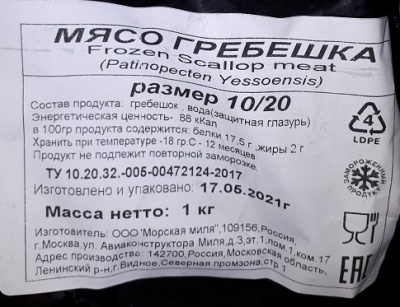 МЯСО ГРЕБЕШКА
Frozen Scallop meat
(Patinopecten Yessoensis)
размер 10/20
Состав продукта: гребешок , вода(защитная глазурь)
Энергетическая ценность- 88 кКал
в 100гр продукта содержится: белки 17,5 г ,жиры 2 г
Хранить при температуре -18 гр.С - 12 месяцев
Продукт не подлежит повторной заморозке
4
LDPE
ЗАМОРОЖЕННЫЙ
ПРОДУКТ
ТУ 10.20.32.-005-00472124-2017
Изготовлено и упаковано: 17.05.2021г
Масса нетто: 1 кг
Изготовитель: ООО 'Морская миля",109156,Россия,
г.Москва,ул. Авиаконструктора Миля,д.3,эт.1,пом 1,ком.17
Адрес производства: 142700,Россия,Московская область,
Ленинский р-н,г.Видное,Северная промзона,стр.1
EAC